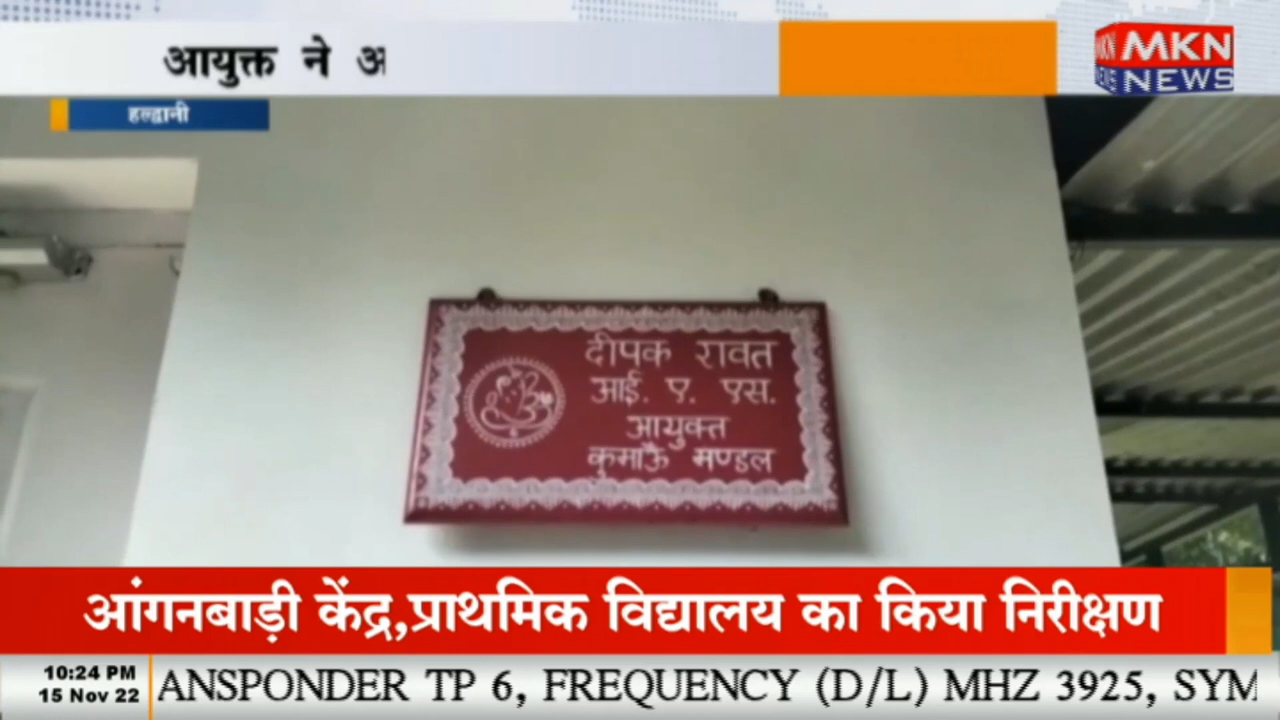 आयुक्त ने अ
MKN
NEWS
हल्द्वानी
दीपक रावत
आई. ए. एस.
आयुक्त
कुमाऊँ मण्डल
आंगनबाड़ी केंद्र,प्राथमिक विद्यालय का किया निरीक्षण
10:24 PM
15 Nov 22
ANSPONDER TP 6, FREQUENCY (D/L) MHZ 3925, SYM